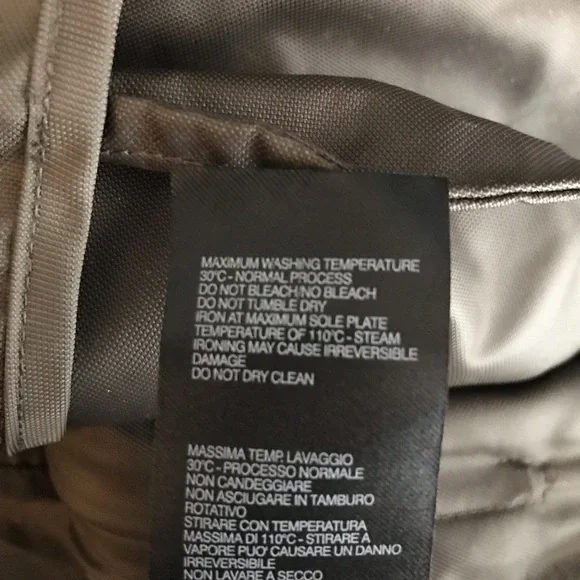 MAXIMUM WASHING TEMPERATURE
30°C - NORMAL PROCESS
DO NOT BLEACH/NO BLEACH
DO NOT TUMBLE DRY
IRON AT MAXIMUM SOLE PLATE
TEMPERATURE OF 110°C - STEAM
IRONING MAY CAUSE IRREVERSIBLE
DAMAGE
DO NOT DRY CLEAN
MASSIMA TEMP. LAVAGGIO
30°C - PROCESSO NORMALE
NON CANDEGGIARE
NON ASCIUGARE IN TAMBURO
ROTATIVO
STIRARE CON TEMPERATURA
MASSIMA DI 110°C - STIRARE A
VAPORE PUO' CAUSARE UN DANNO
IRREVERSIBILE
NON LAVARE A SECCO